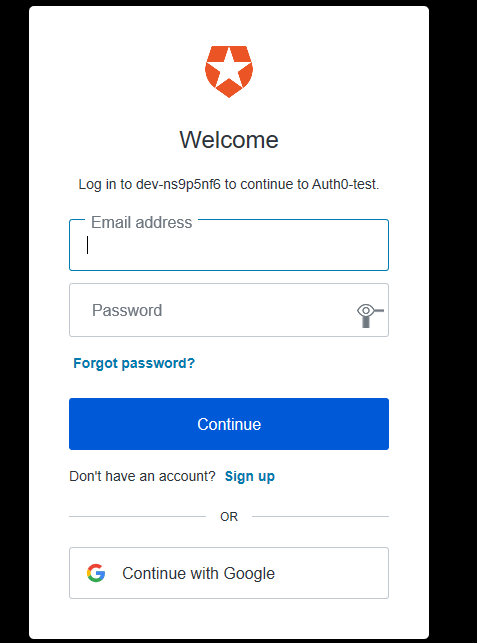 Welcome
Log in to dev-ns9p5nf6 to continue to Auth0-test.
Email address
Password
Forgot password?
Continue
Don't have an account? Sign up
OR
Continue with Google